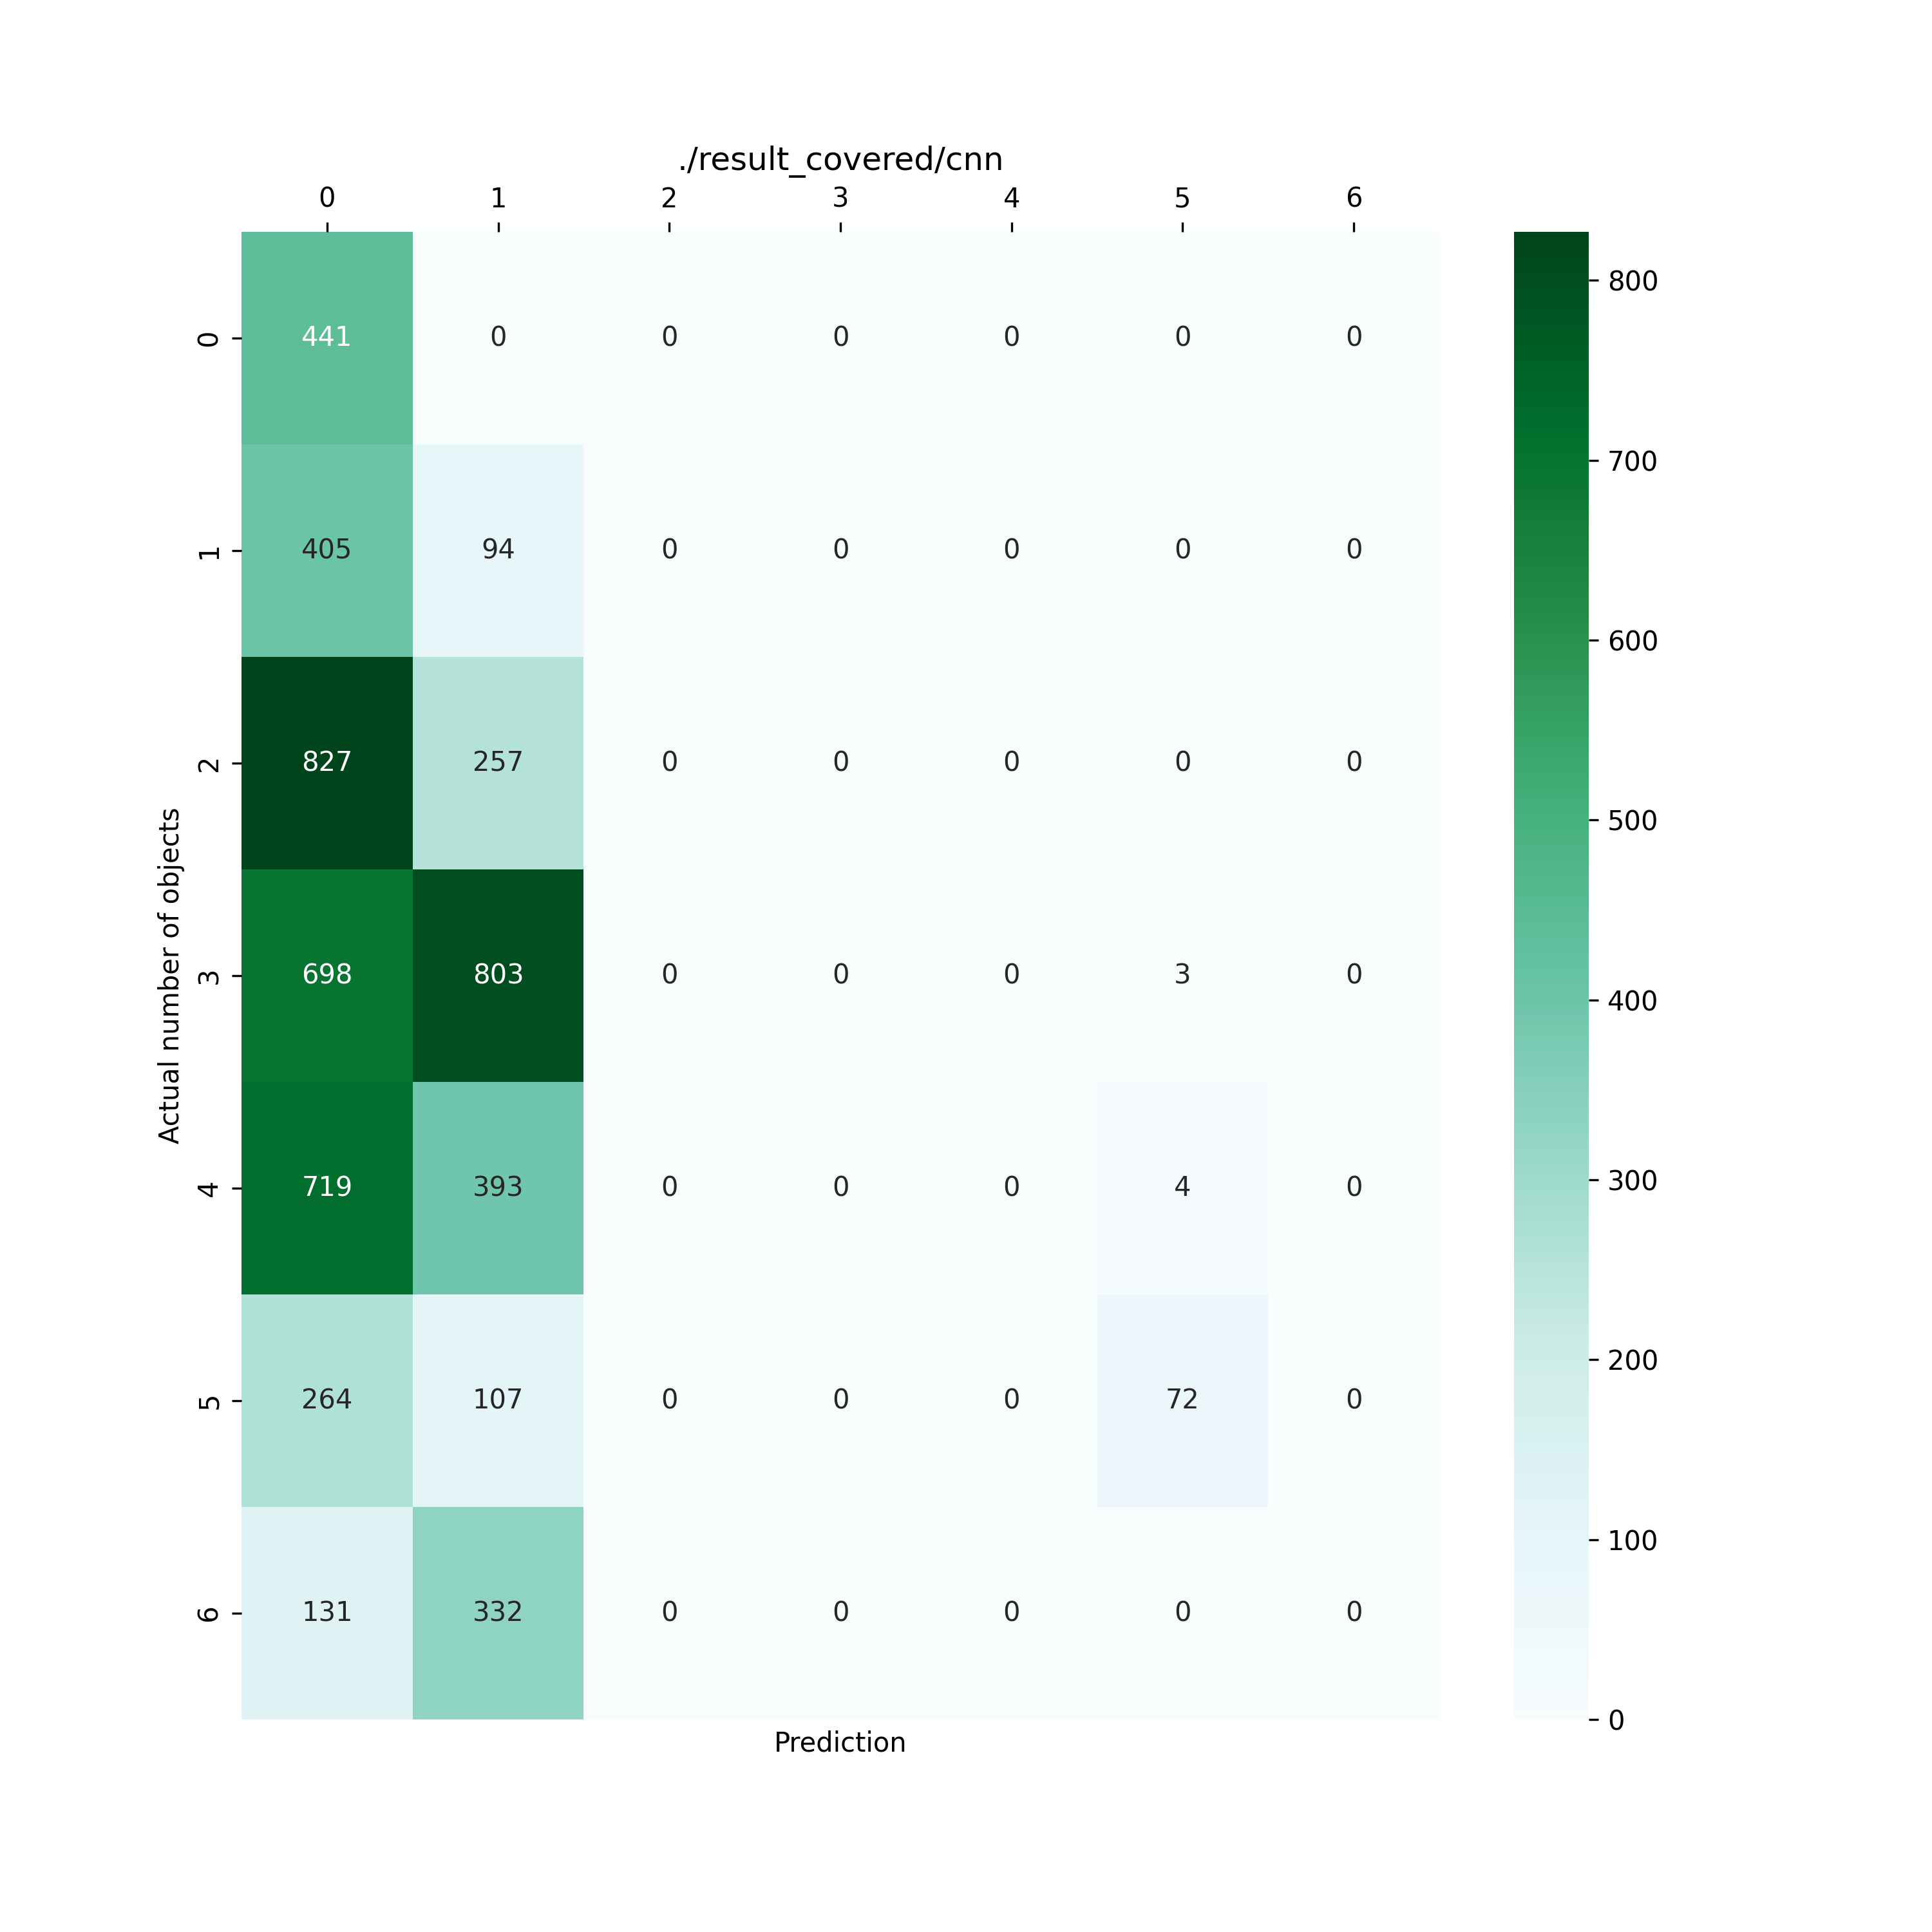 ./result_covered/cnn
0 1 2 3 4 5 6
0 441 0 0 0 0 0 0
1 405 94 0 0 0 0 0
2 827 257 0 0 0 0 0
3 698 803 0 0 0 3 0
4 719 393 0 0 0 4 0
5 264 107 0 0 0 72 0
6 131 332 0 0 0 0 0
Actual number of objects
Prediction
800
700
600
500
400
300
200
100
0